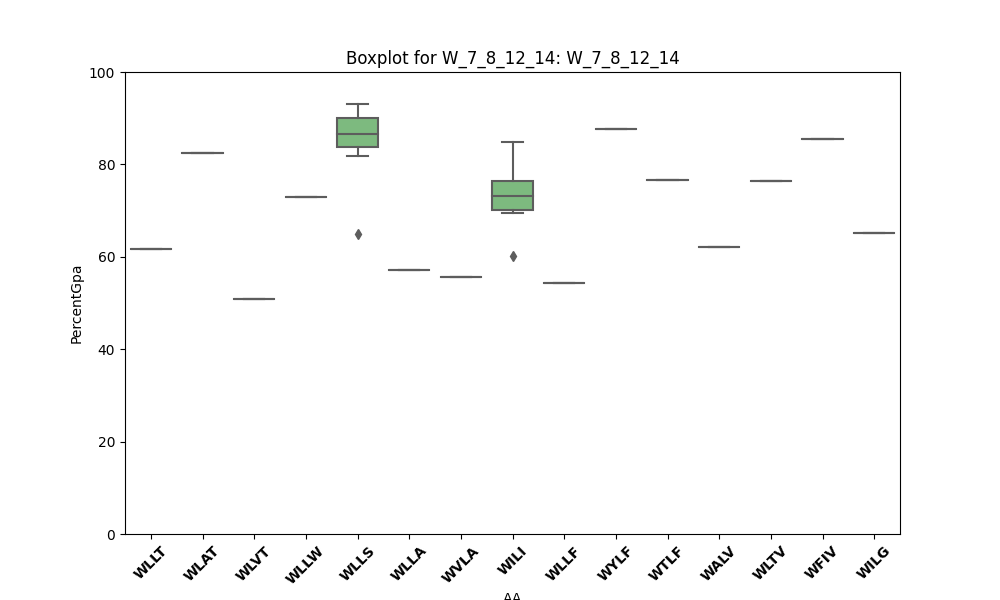 Boxplot for W_7_8_12_14: W_7_8_12_14
100
80
60
40
20
0
PercentGpa
WLLT
WLAT
WLVT
WLLW
WLLS
WLLA
WVLA
WILI
WLLF
WYLF
WTLF
WALV
WLTV
WFIV
WILG
AA